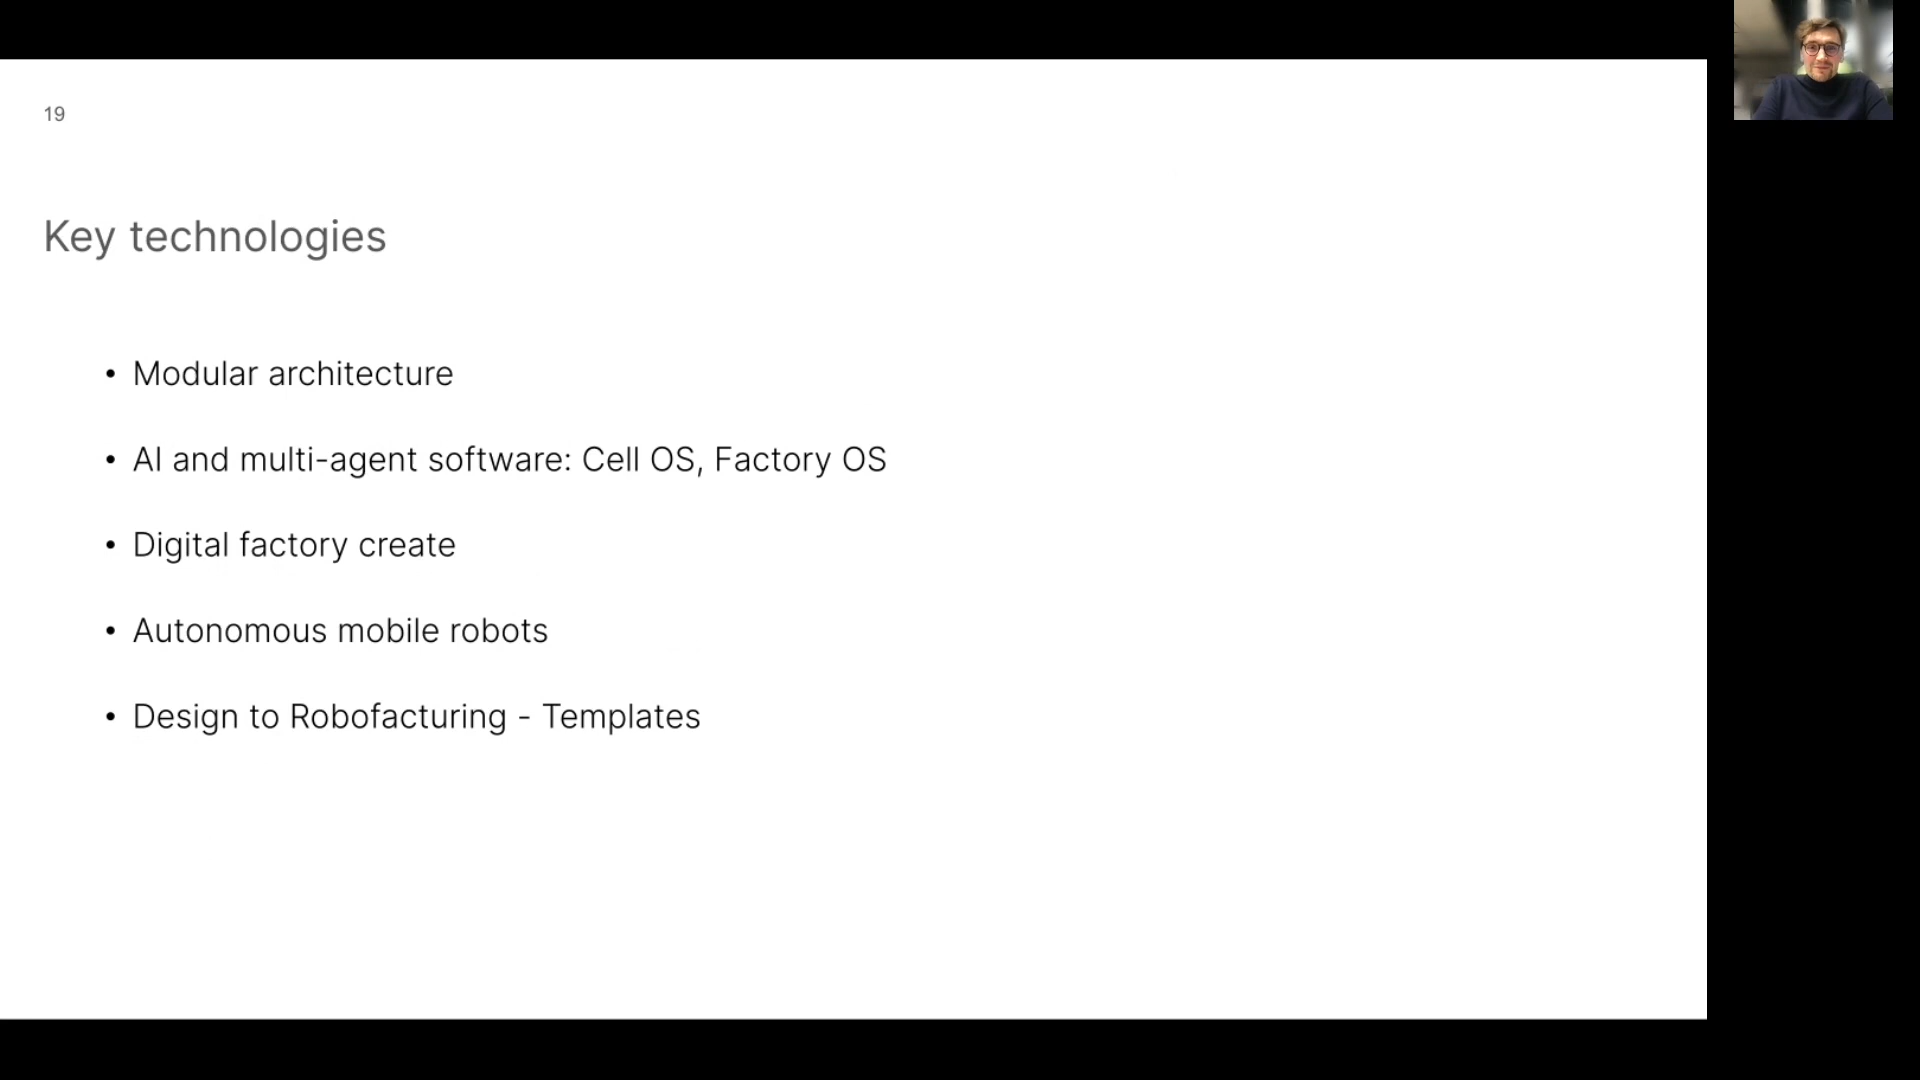 19
Key technologies
• Modular architecture
• AI and multi-agent software: Cell OS, Factory OS
• Digital factory create
• Autonomous mobile robots
• Design to Robofacturing - Templates